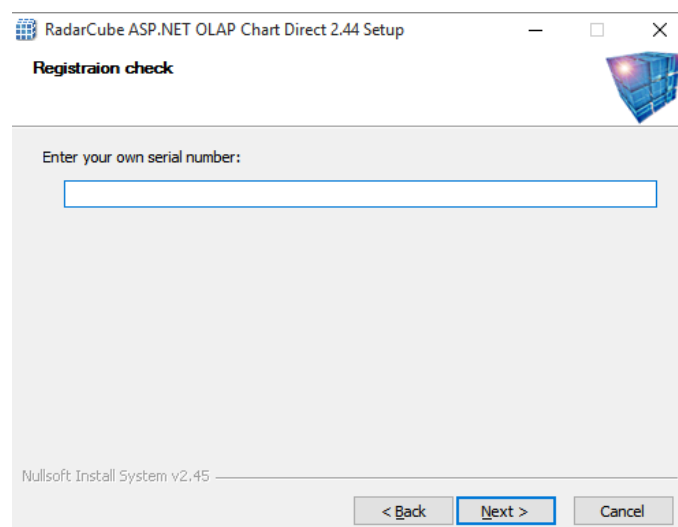 RadarCube ASP.NET OLAP Chart Direct 2.44 Setup
Registraion check
Enter your own serial number:
Nullsoft Install System v2.45
< Back Next > Cancel